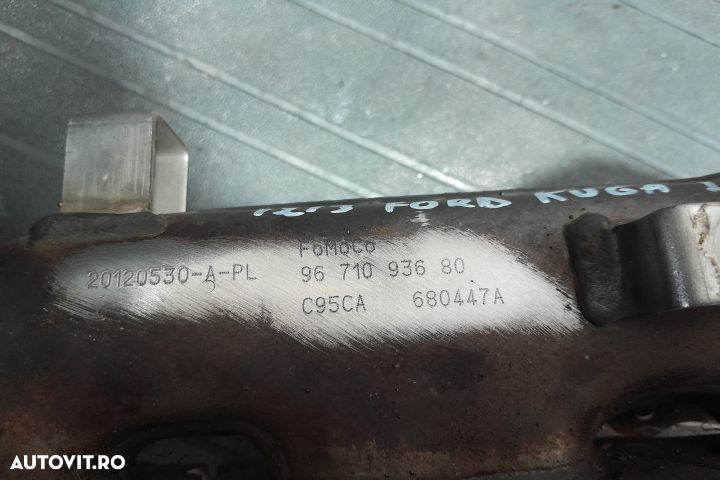 FORD KUGA
FoMoCo
20120530-A-PL 96 710 936 80
C95CA 680447A
AUTOVIT.RO